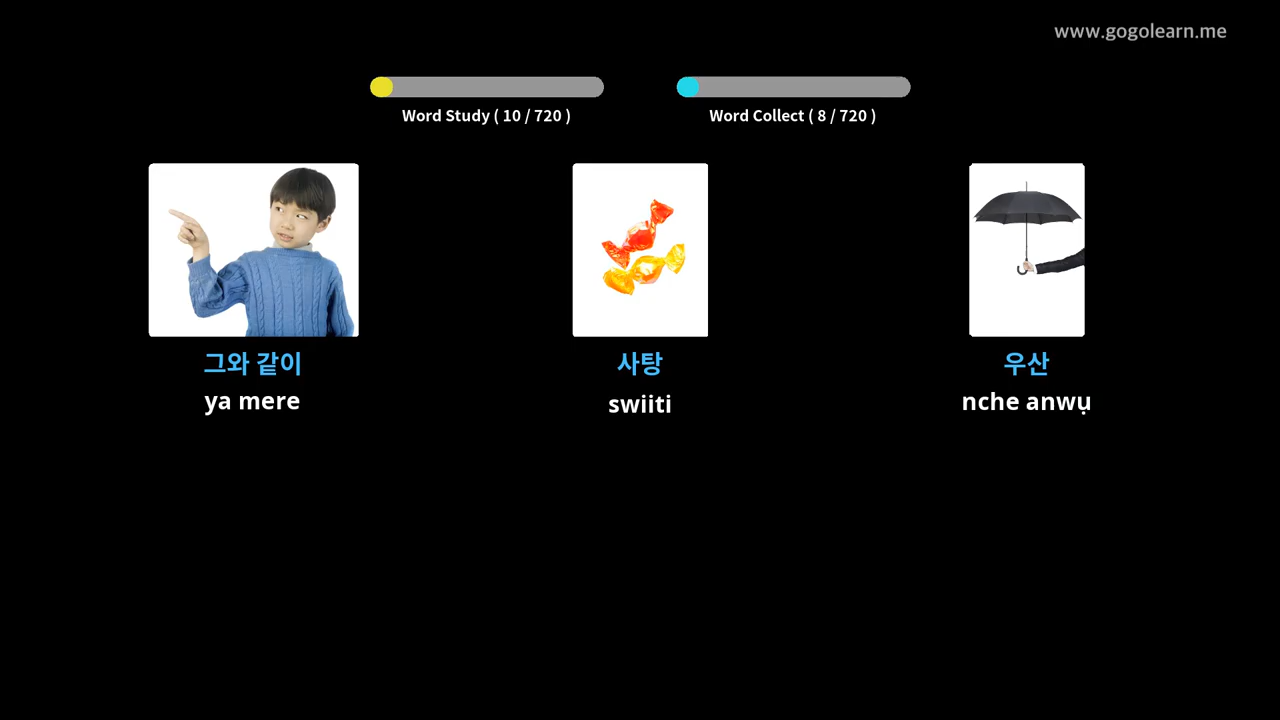 www.gogolearn.me
Word Study ( 10 / 720 )
Word Collect ( 8 / 720 )
그와 같이
ya mere
사탕
swiiti
우산
nche anwụ